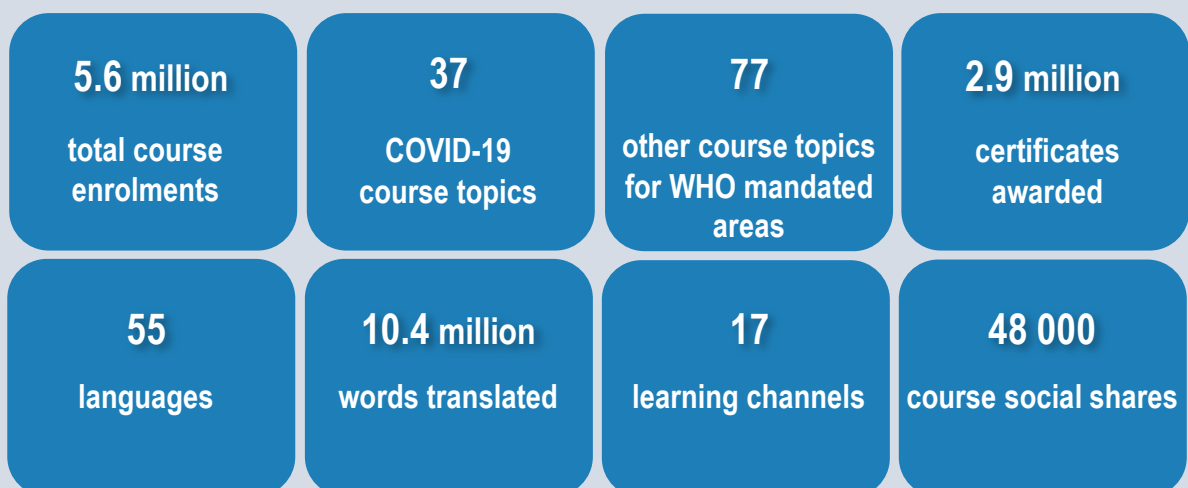 5.6 million
total course
enrolments
37
COVID-19
course topics
77
other course topics
for WHO mandated
areas
2.9 million
certificates
awarded
55
languages
10.4 million
words translated
17
learning channels
48 000
course social shares